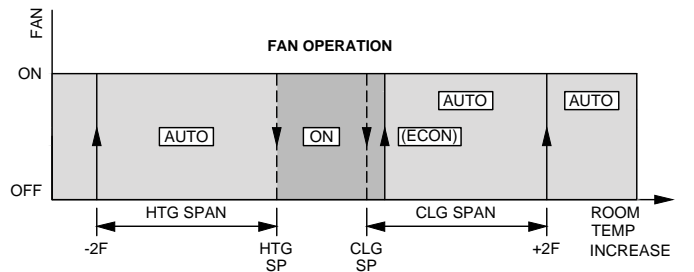 FAN
FAN OPERATION
ON
AUTO
AUTO
AUTO
ON
(ECON)
OFF
HTG SPAN
CLG SPAN
ROOM
TEMP
INCREASE
-2F
HTG
SP
CLG
SP
+2F